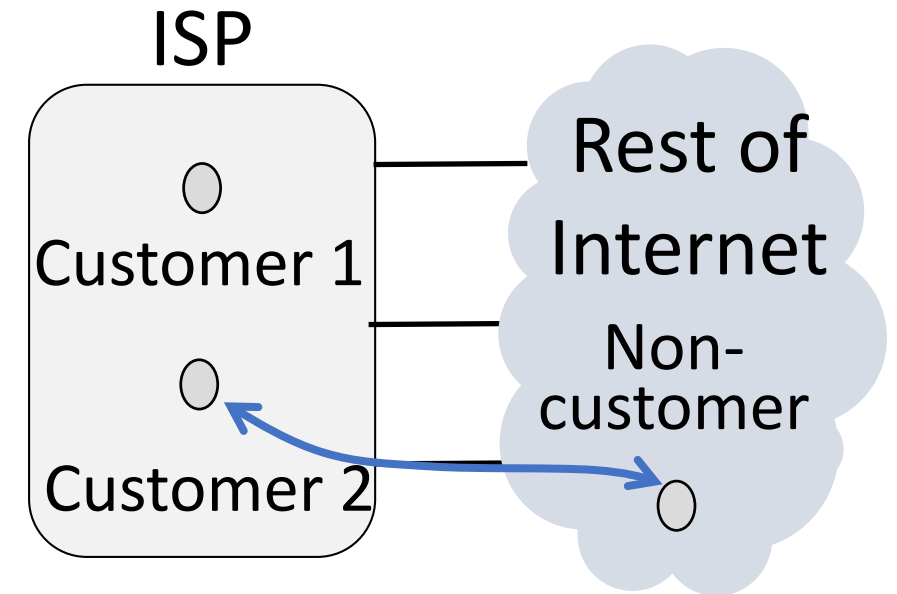 ISP
Customer 1
Customer 2
Rest of
Internet
Non-
customer